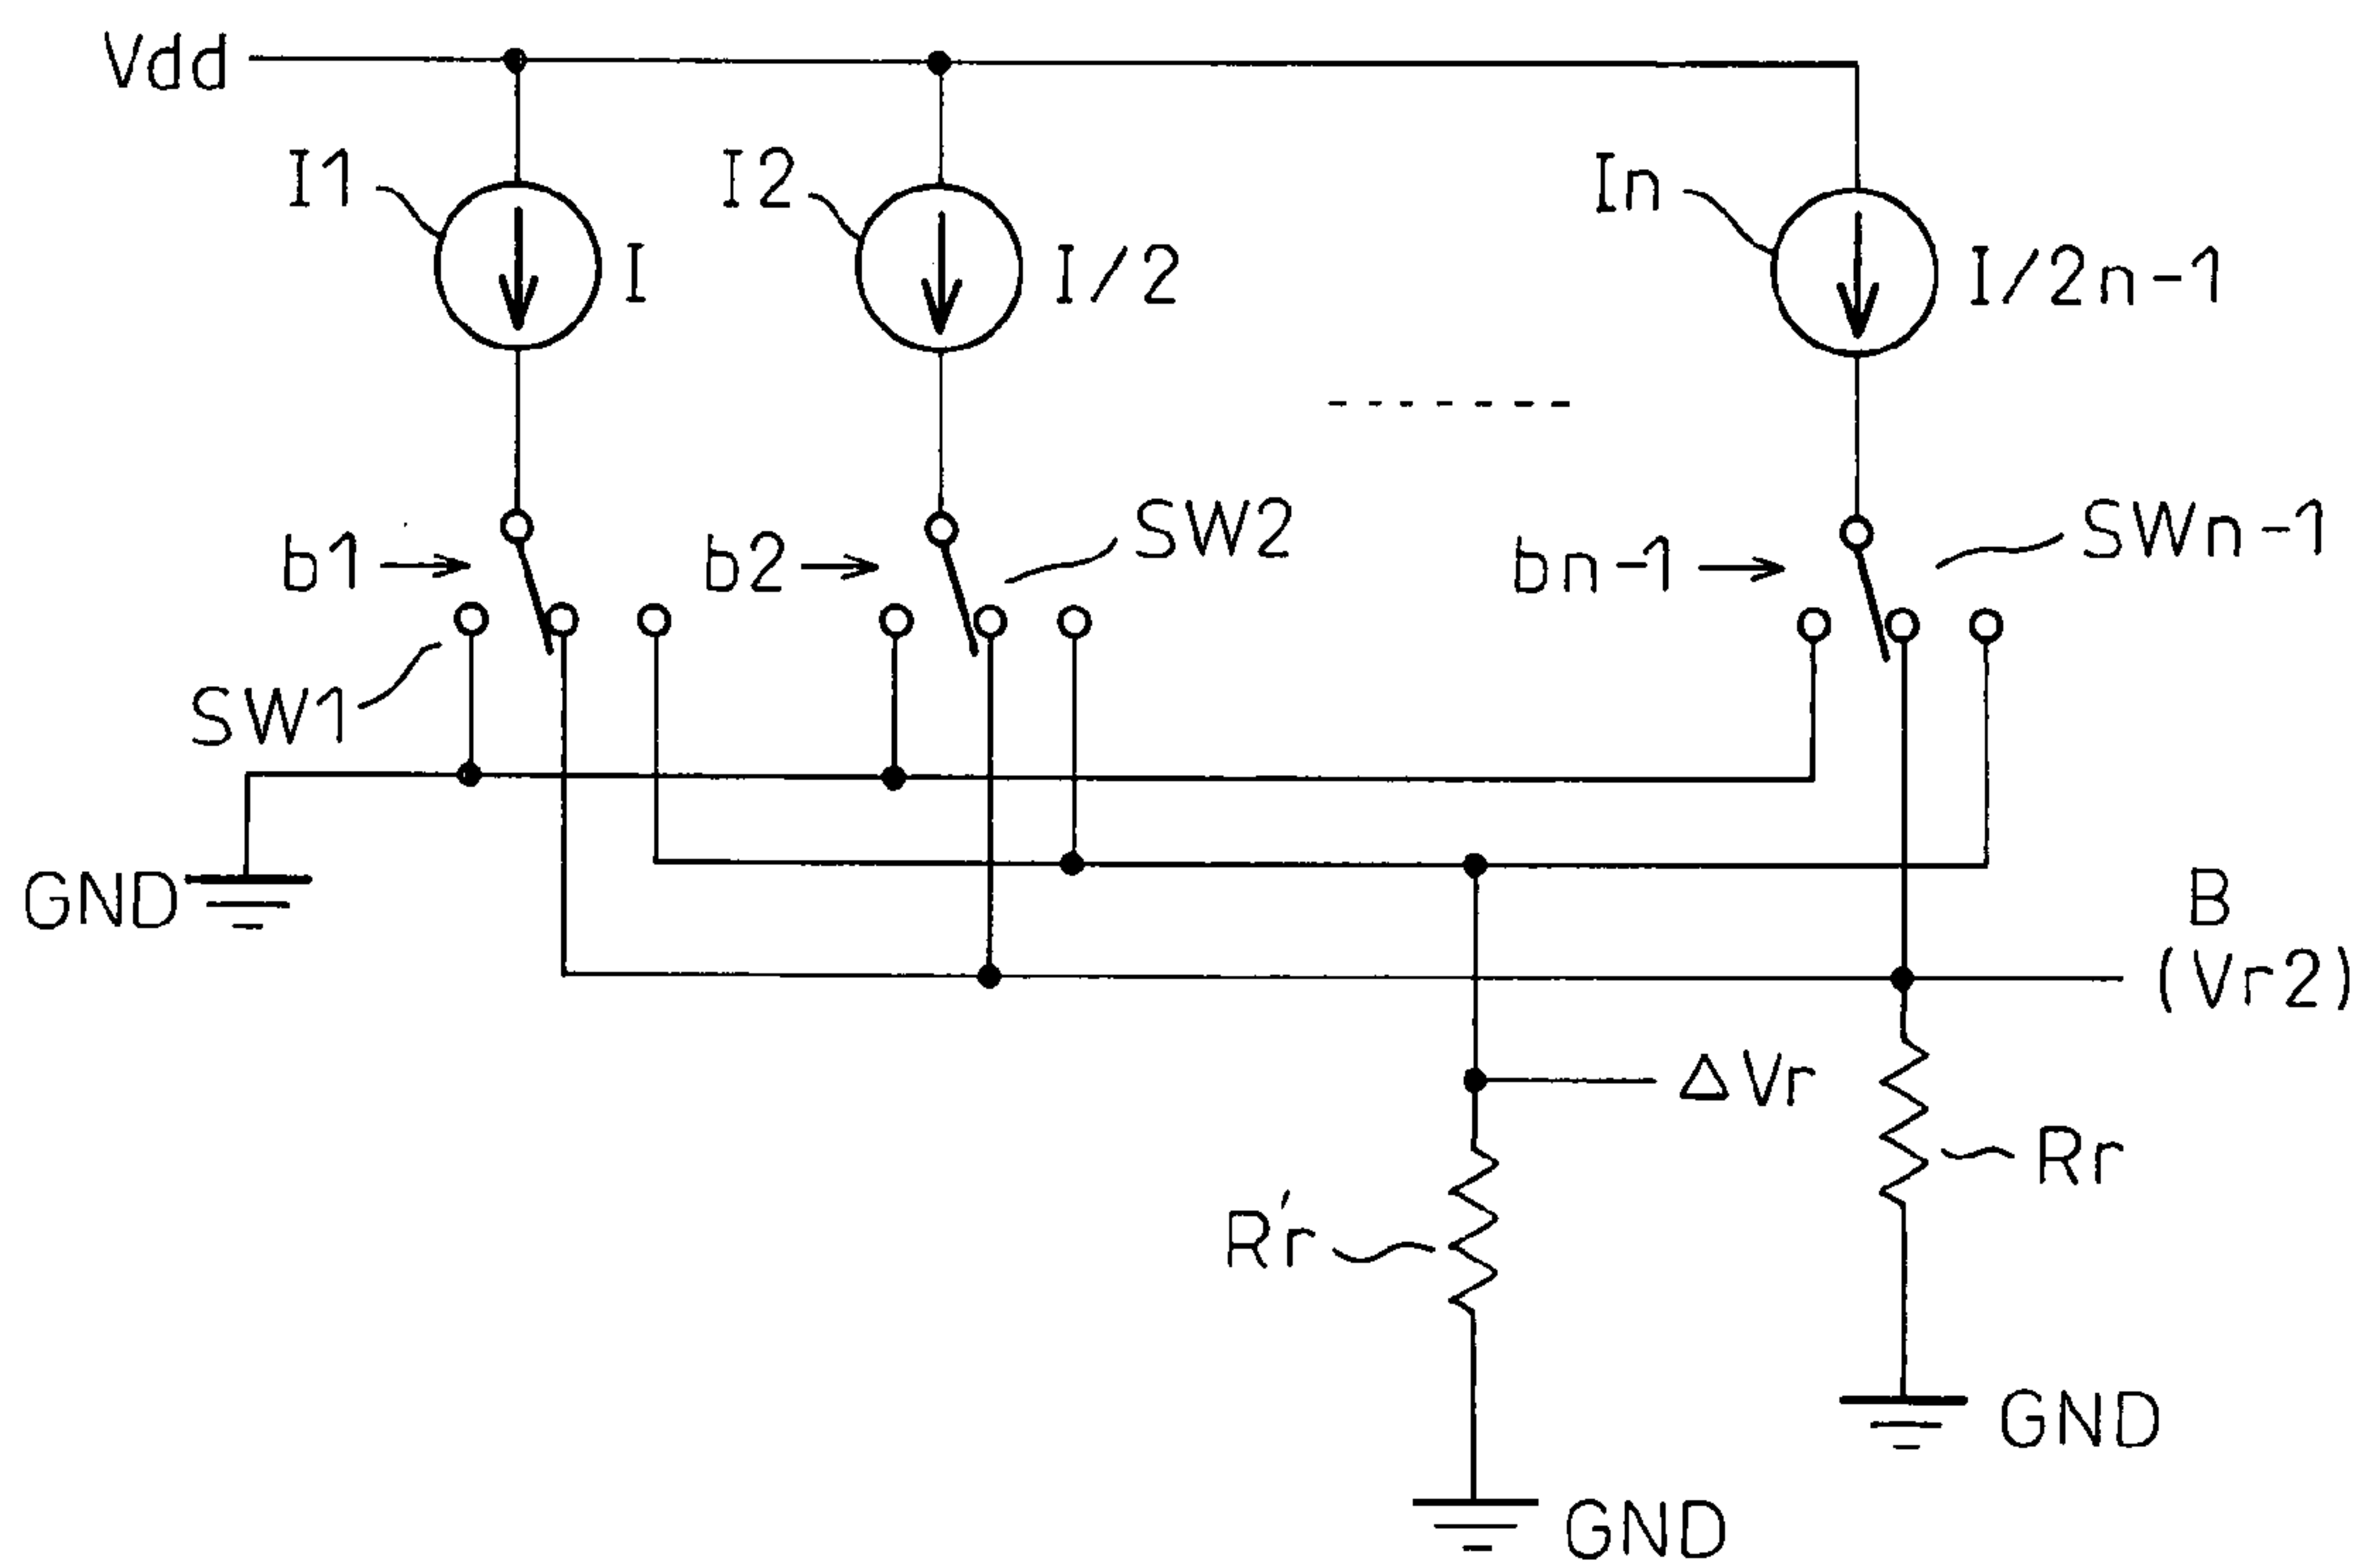 Vdd
I1
I
I2
I/2
In
I/2n-1
b1
b2
SW2
bn-1
SWn-1
SW1
GND
B
(Vr2)
ΔVr
Rr
R'r
GND
GND